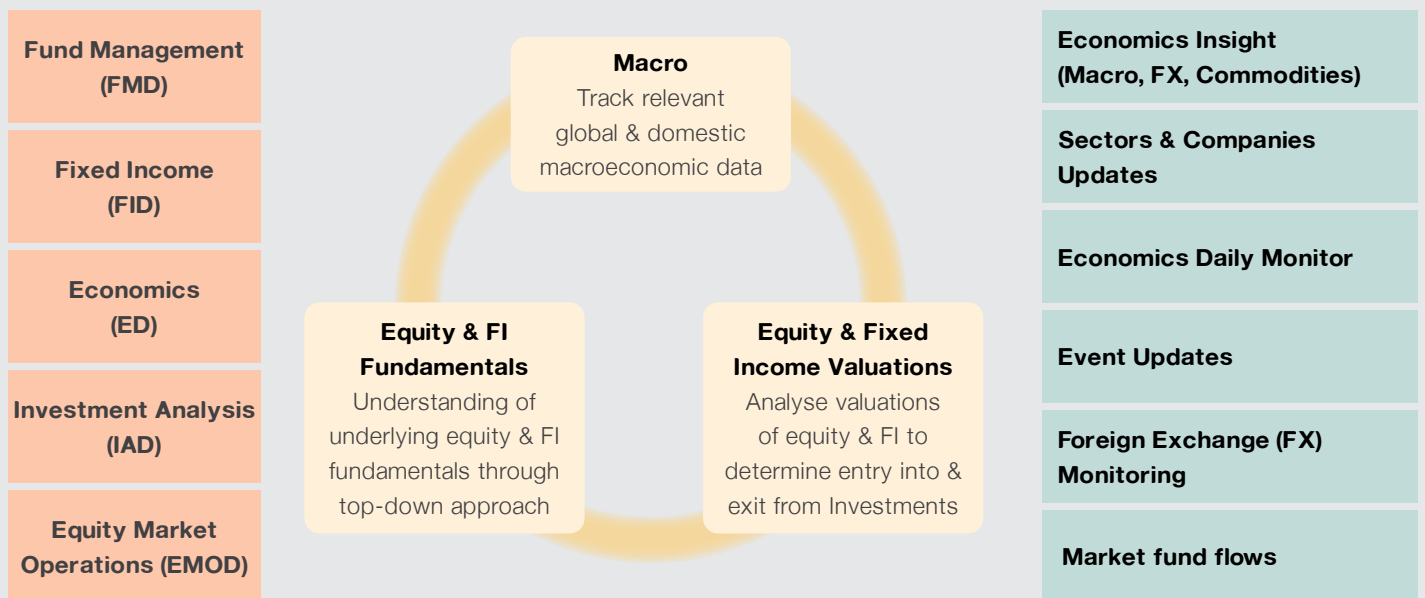 Fund Management
(FMD)
Fixed Income
(FID)
Economics
(ED)
Investment Analysis
(IAD)
Equity Market
Operations (EMOD)
Macro
Track relevant
global & domestic
macroeconomic data
Equity & FI
Fundamentals
Understanding of
underlying equity & FI
fundamentals through
top-down approach
Equity & Fixed
Income Valuations
Analyse valuations
of equity & FI to
determine entry into &
exit from Investments
Economics Insight
(Macro, FX, Commodities)
Sectors & Companies
Updates
Economics Daily Monitor
Event Updates
Foreign Exchange (FX)
Monitoring
Market fund flows